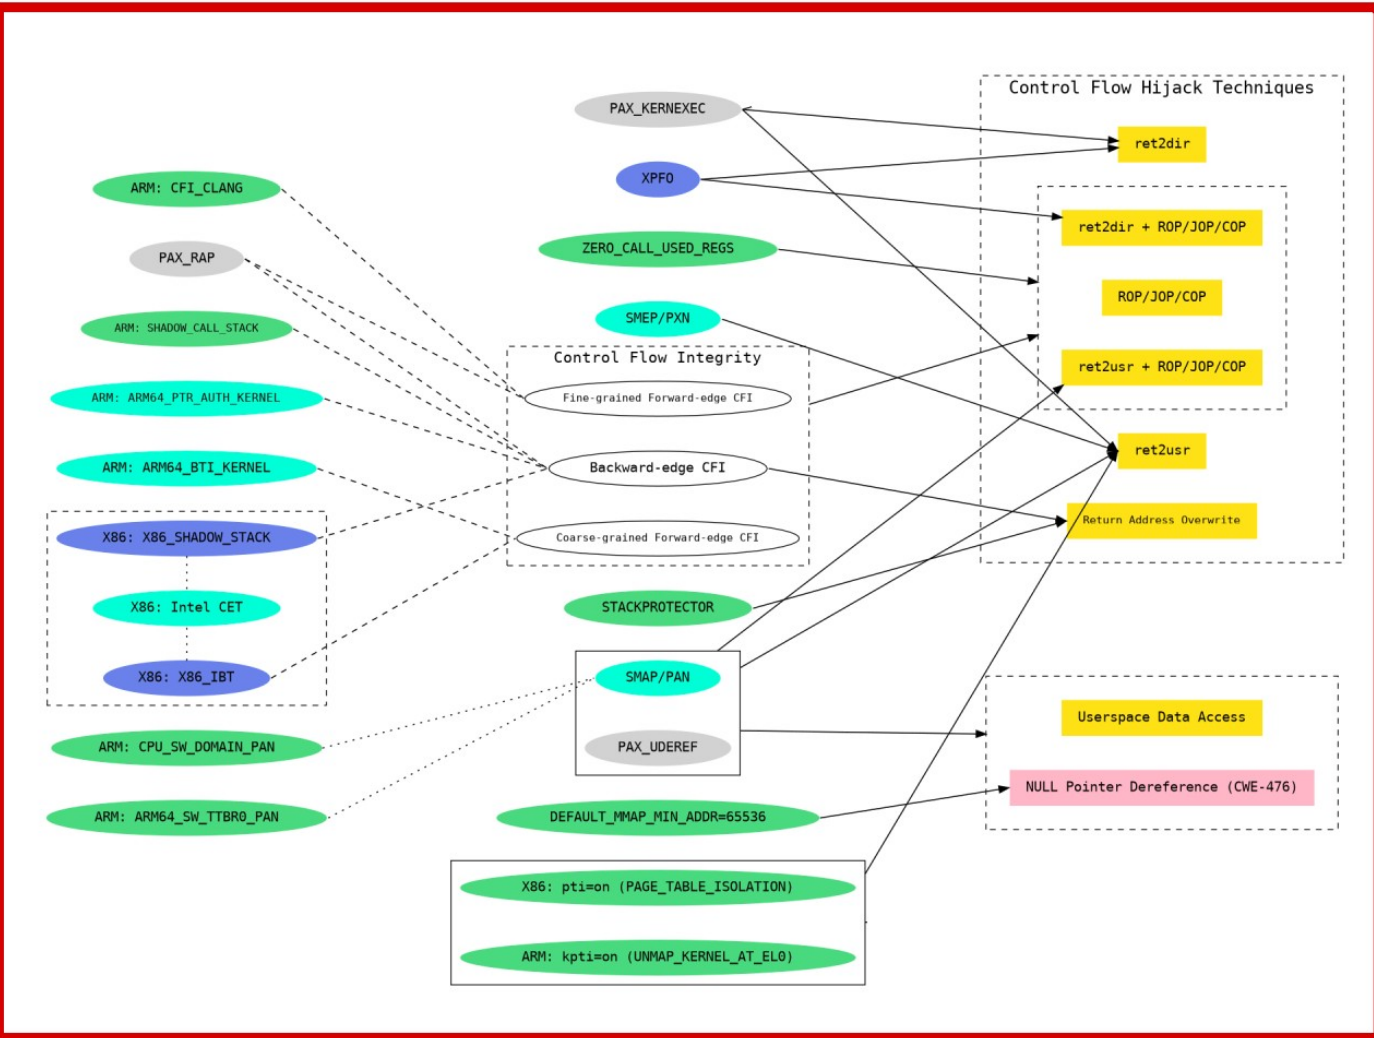 ARM: CFI_CLANG
PAX_RAP
ARM: SHADOW_CALL_STACK
ARM: ARM64_PTR_AUTH_KERNEL
ARM: ARM64_BTI_KERNEL
X86: X86_SHADOW_STACK
X86: Intel CET
X86: X86_IBT
ARM: CPU_SW_DOMAIN_PAN
ARM: ARM64_SW_TTBR0_PAN
PAX_KERNEXEC
XPFO
ZERO_CALL_USED_REGS
SMEP/PXN
Control Flow Integrity
Fine-grained Forward-edge CFI
Backward-edge CFI
Coarse-grained Forward-edge CFI
STACKPROTECTOR
SMAP/PAN
PAX_UDEREF
DEFAULT_MMAP_MIN_ADDR=65536
X86: pti=on (PAGE_TABLE_ISOLATION)
ARM: kpti=on (UNMAP_KERNEL_AT_EL0)
Control Flow Hijack Techniques
ret2dir
ret2dir + ROP/JOP/COP
ROP/JOP/COP
ret2usr + ROP/JOP/COP
ret2usr
Return Address Overwrite
Userspace Data Access
NULL Pointer Dereference (CWE-476)